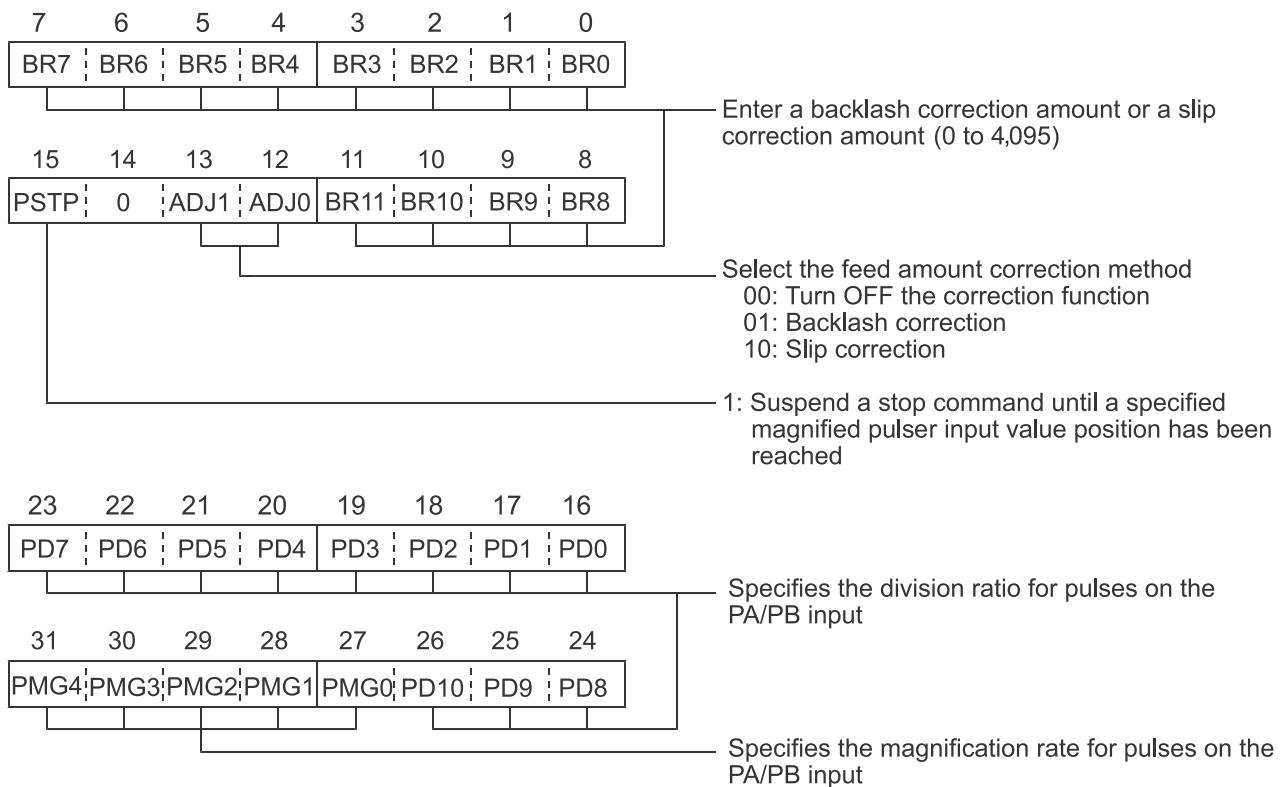 7 6 5 4 3 2 1 0
BR7 BR6 BR5 BR4 BR3 BR2 BR1 BR0
Enter a backlash correction amount or a slip
correction amount (0 to 4,095)
15 14 13 12 11 10 9 8
PSTP 0 ADJ1 ADJ0 BR11 BR10 BR9 BR8
Select the feed amount correction method
00: Turn OFF the correction function
01: Backlash correction
10: Slip correction
1: Suspend a stop command until a specified
magnified pulser input value position has been
reached
23 22 21 20 19 18 17 16
PD7 PD6 PD5 PD4 PD3 PD2 PD1 PD0
Specifies the division ratio for pulses on the
PA/PB input
31 30 29 28 27 26 25 24
PMG4 PMG3 PMG2 PMG1 PMG0 PD10 PD9 PD8
Specifies the magnification rate for pulses on the
PA/PB input